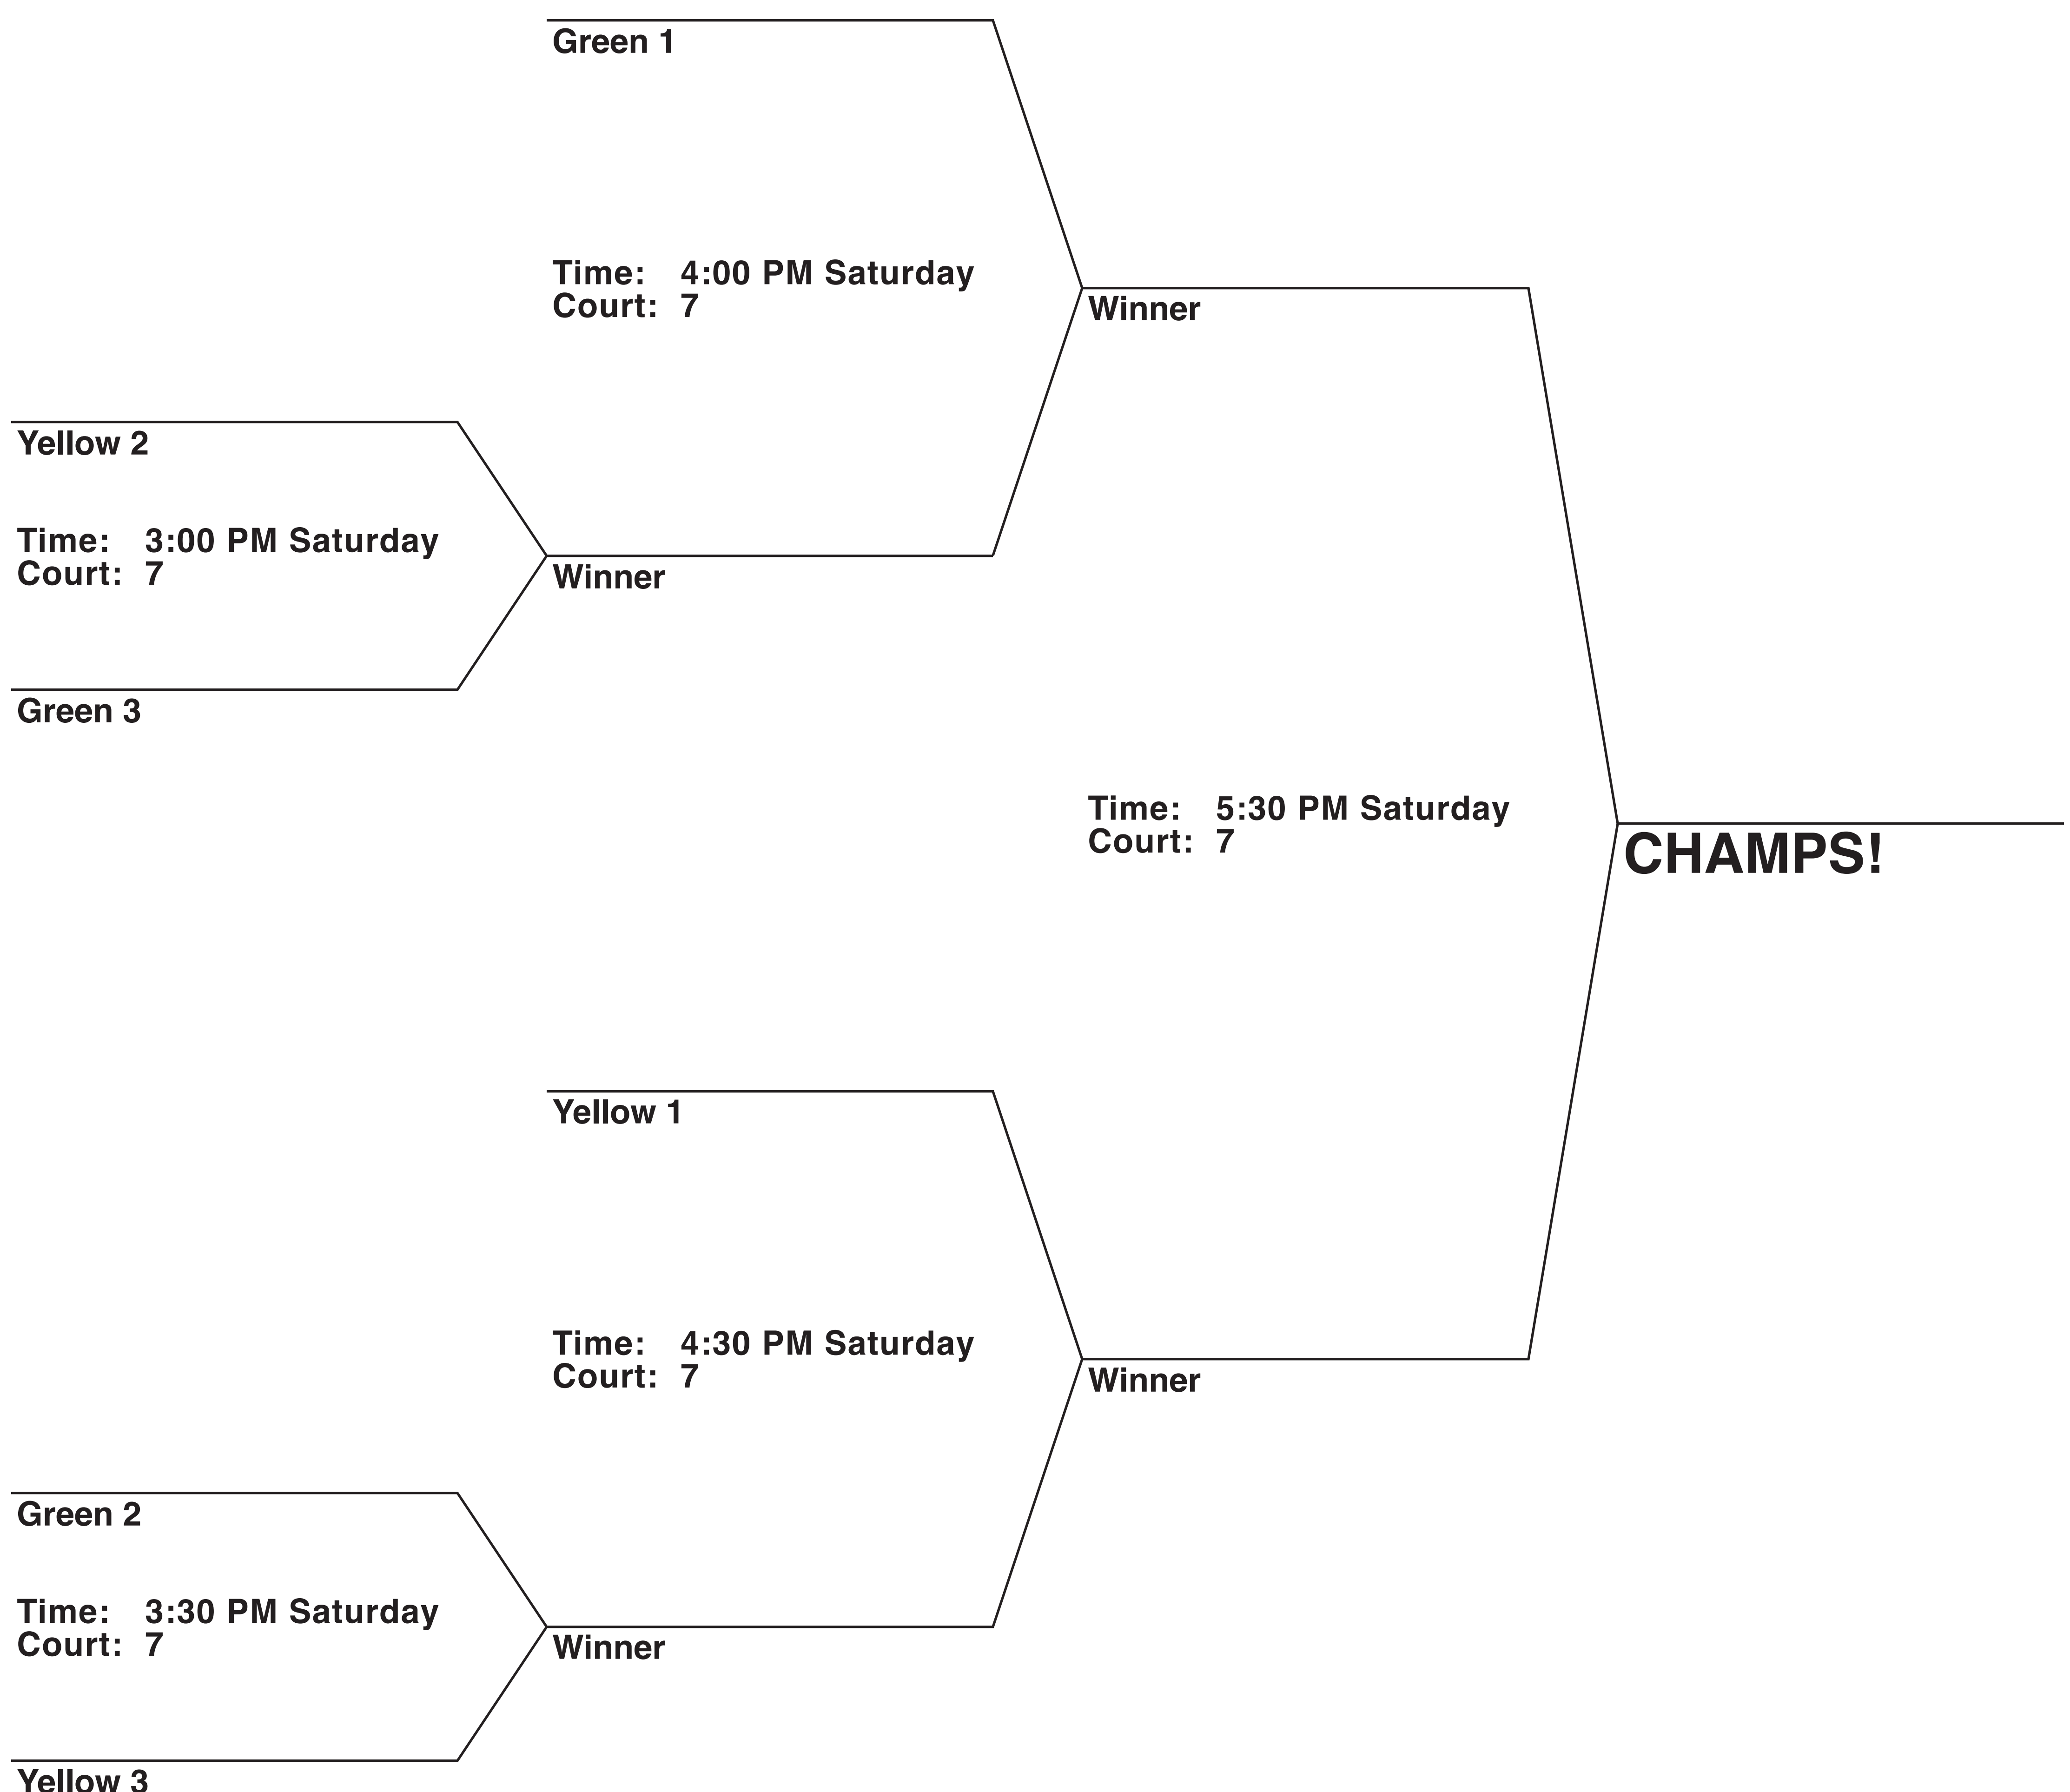 Green 1
Time: 4:00 PM Saturday
Court: 7
Winner
Yellow 2
Time: 3:00 PM Saturday
Court: 7
Winner
Green 3
Time: 5:30 PM Saturday
Court: 7
CHAMPS!
Yellow 1
Time: 4:30 PM Saturday
Court: 7
Winner
Green 2
Time: 3:30 PM Saturday
Court: 7
Winner
Yellow 3